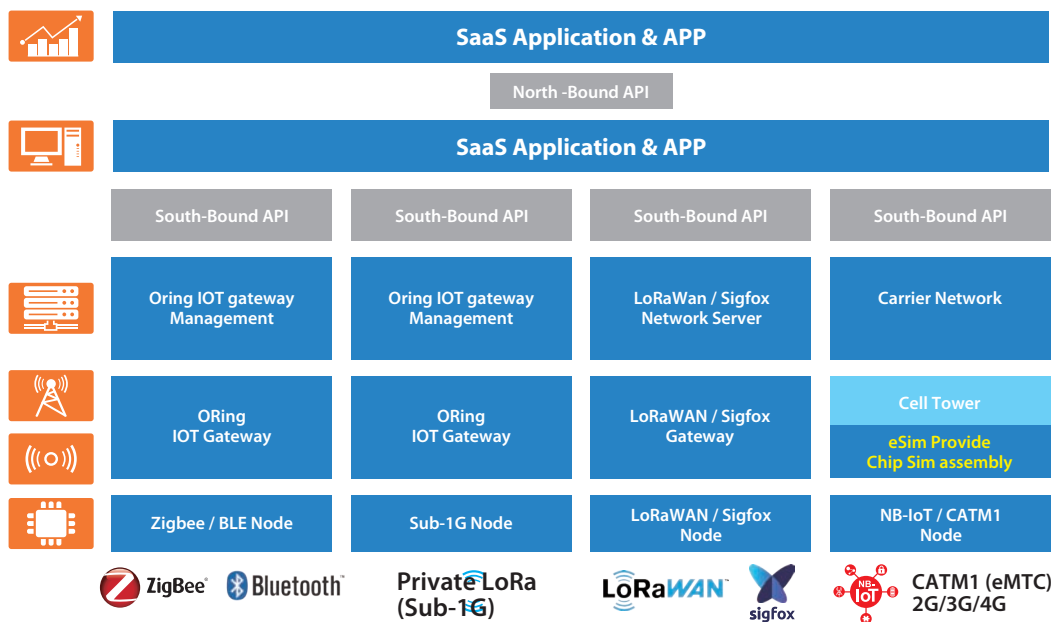 SaaS Application & APP
North -Bound API
SaaS Application & APP
South-Bound API
South-Bound API
South-Bound API
South-Bound API
Oring IOT gateway
Management
Oring IOT gateway
Management
LoRaWan / Sigfox
Network Server
Carrier Network
ORing
IOT Gateway
ORing
IOT Gateway
LoRaWAN / Sigfox
Gateway
Cell Tower
eSim Provide
Chip Sim assembly
Zigbee / BLE Node
Sub-1G Node
LoRaWAN / Sigfox
Node
NB-IoT / CATM1
Node
ZigBee®
Bluetooth™
Private LoRa
(Sub-1G)
LoRaWAN™
sigfox
NB-
IoT
CATM1 (eMTC)
2G/3G/4G